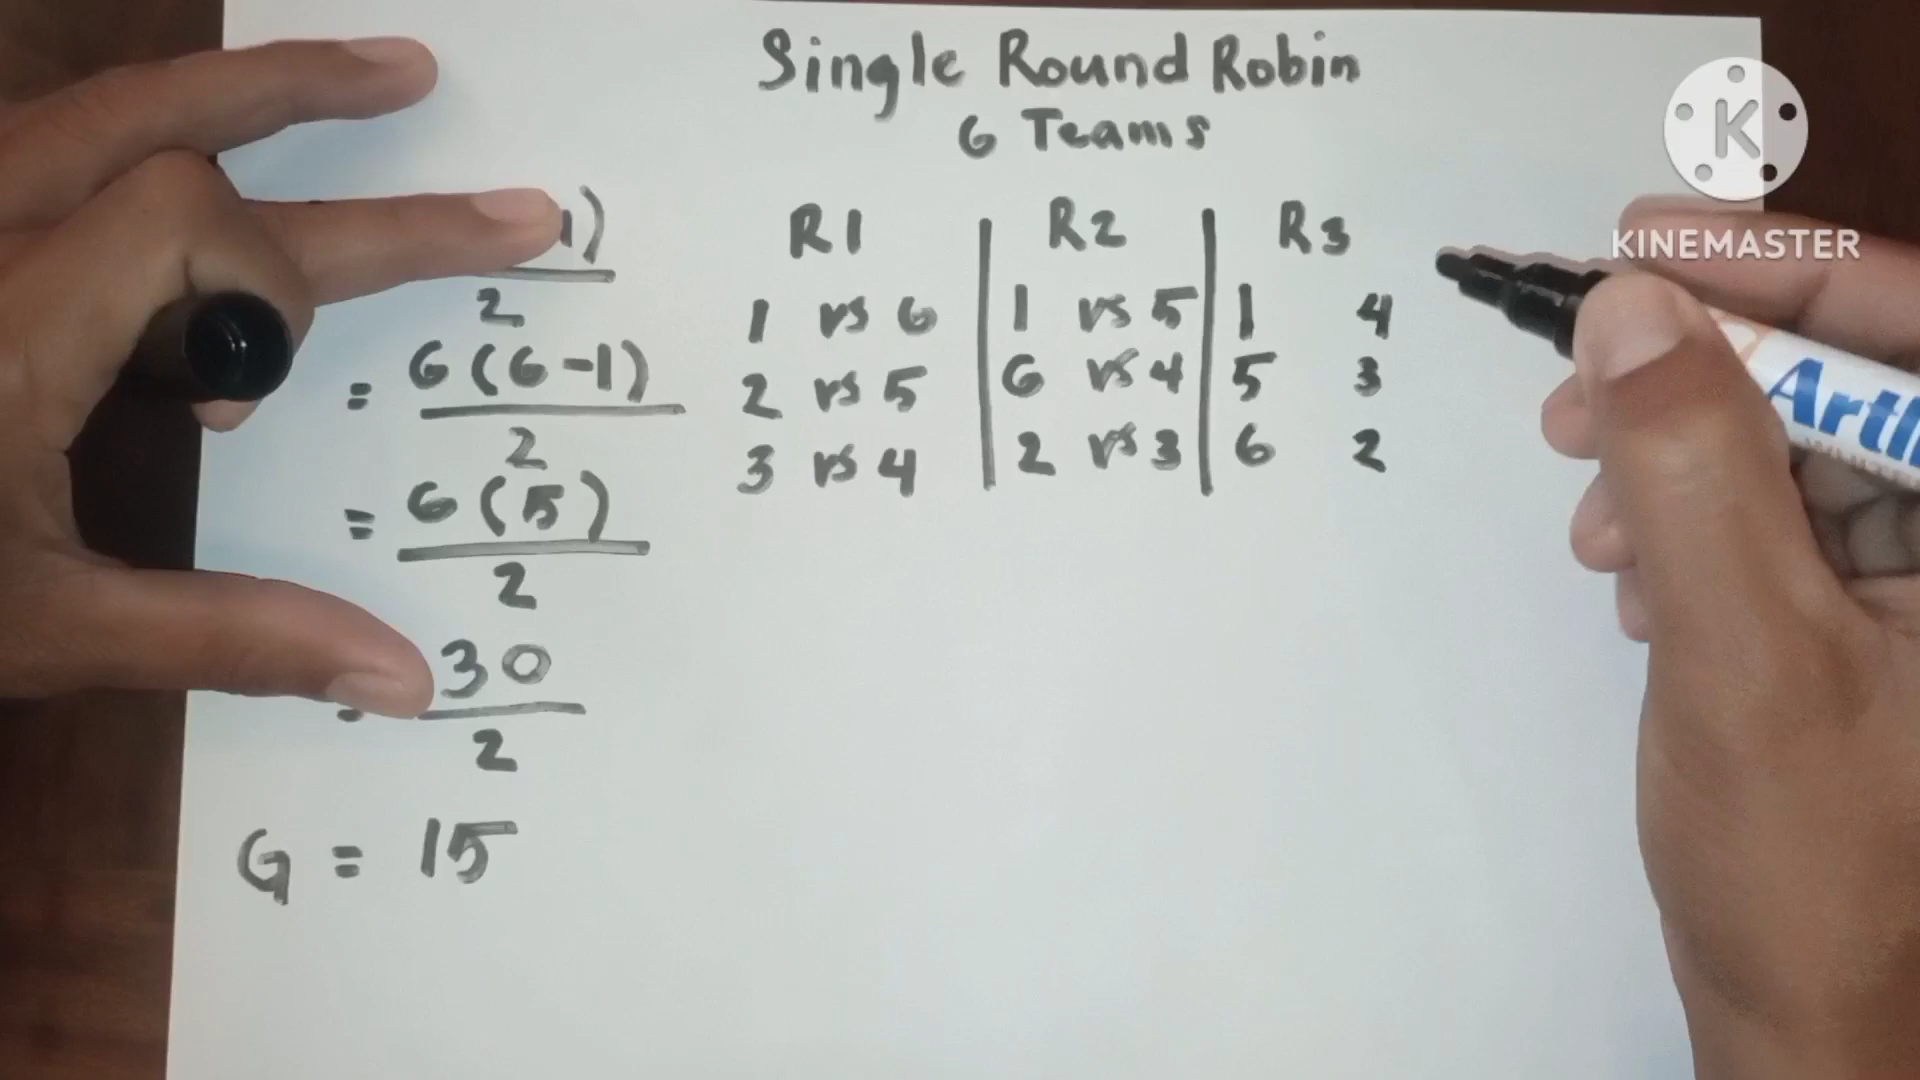 Single Round Robin
6 Teams
1)
2
= 6(6-1)
2
= 6(5)
2
= 30
2
G = 15
R1
1 vs 6
2 vs 5
3 vs 4
R2
1 vs 5
6 vs 4
2 vs 3
R3
1 4
5 3
6 2
K
KINEMASTER